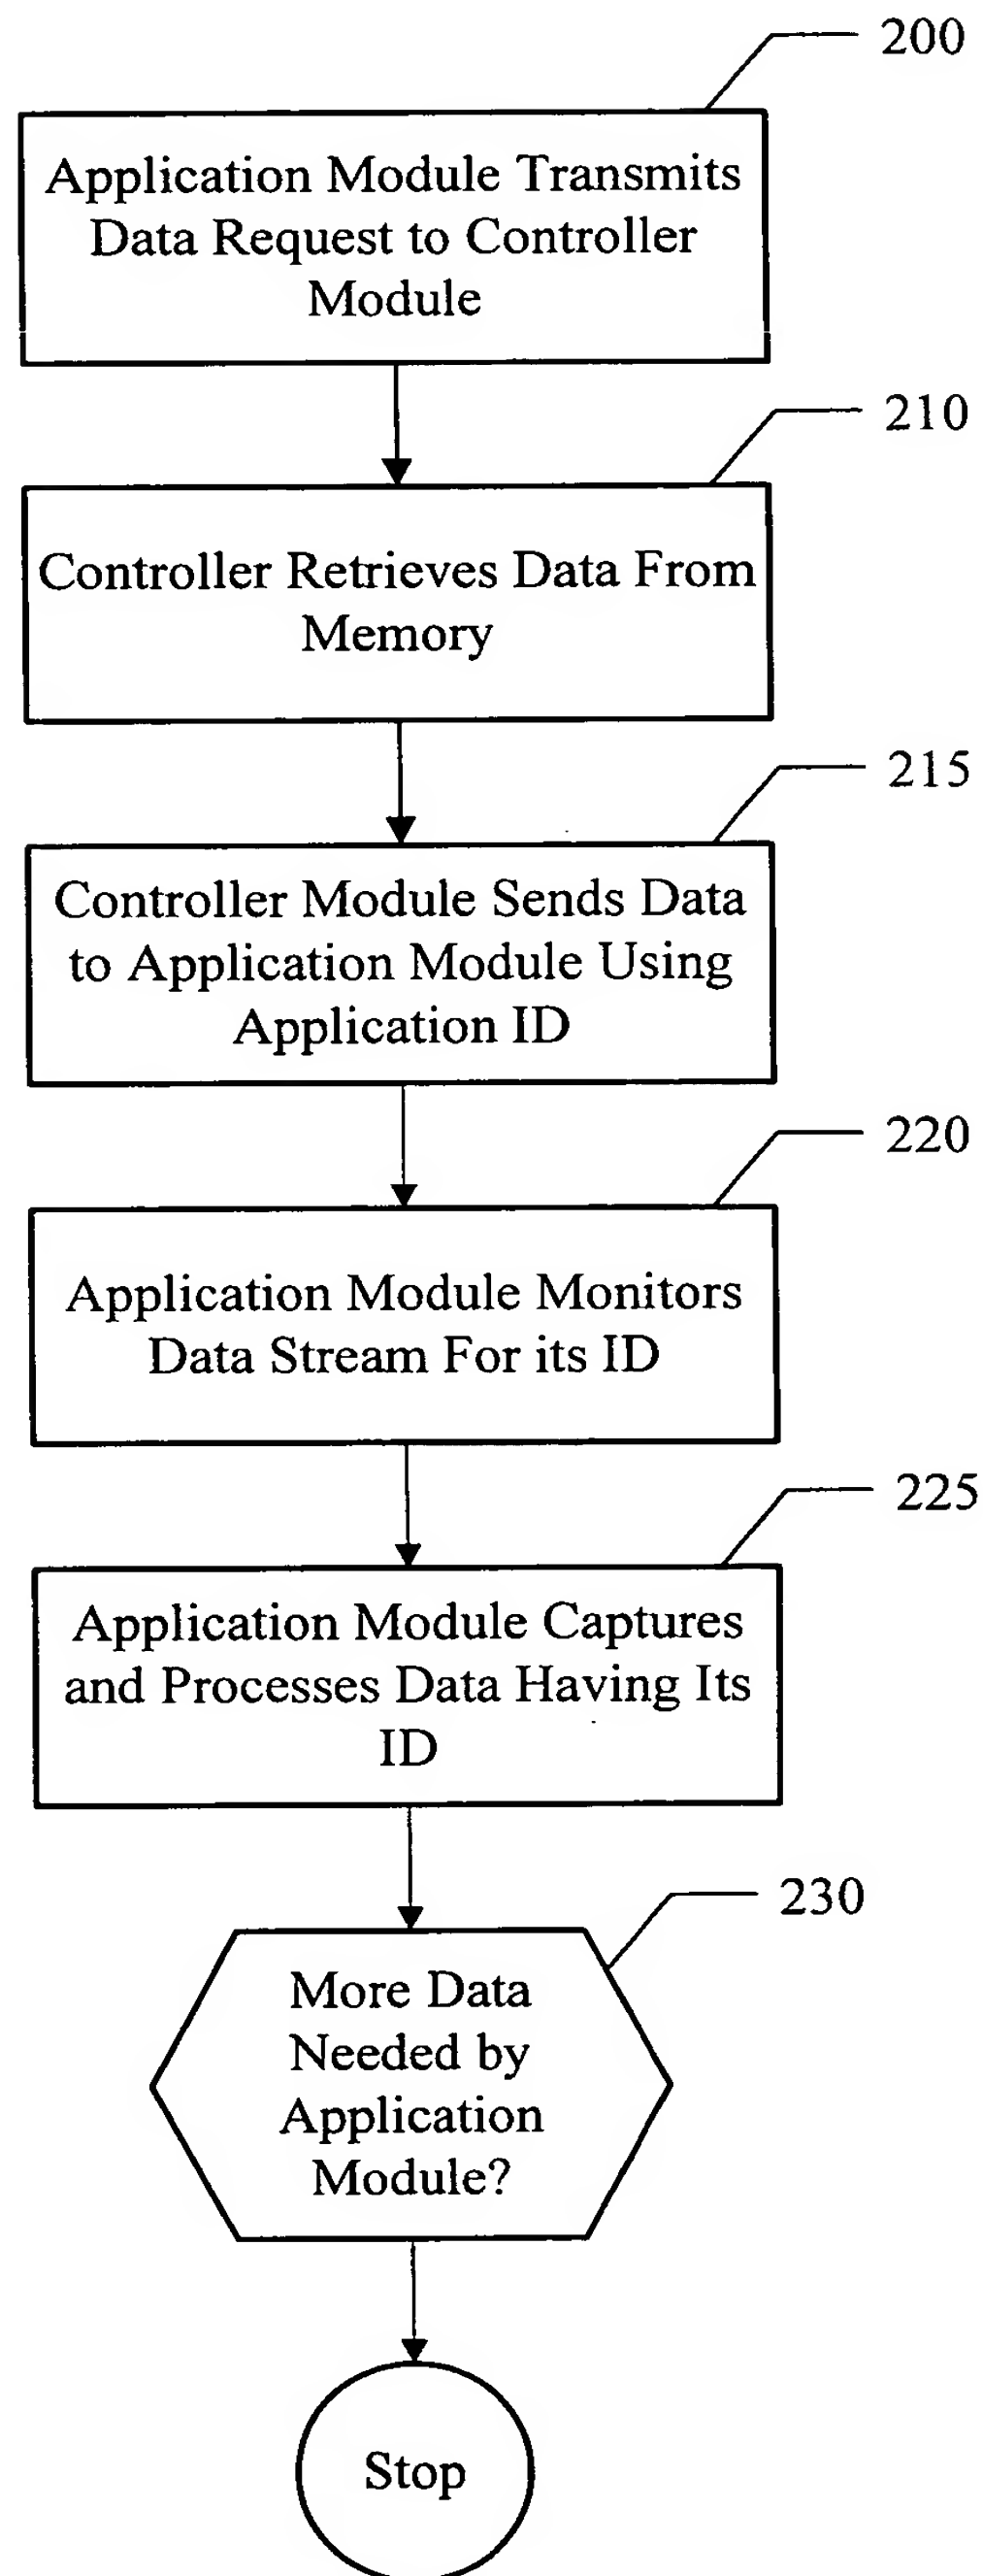 200
Application Module Transmits
Data Request to Controller
Module
210
Controller Retrieves Data From
Memory
215
Controller Module Sends Data
to Application Module Using
Application ID
220
Application Module Monitors
Data Stream For its ID
225
Application Module Captures
and Processes Data Having Its
ID
230
More Data
Needed by
Application
Module?
Stop